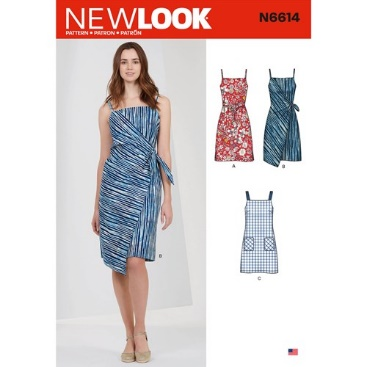 NEW LOOK
N6614
PATTERN • PATRON • PATRÓN
A
B
B
C